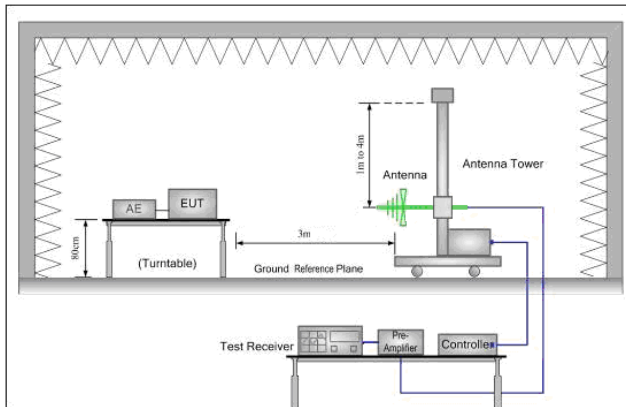 1m to 4m
Antenna
Antenna Tower
AE
EUT
80cm
(Turntable)
3m
Ground Reference Plane
Test Receiver
Pre-
Amplifier
Controller